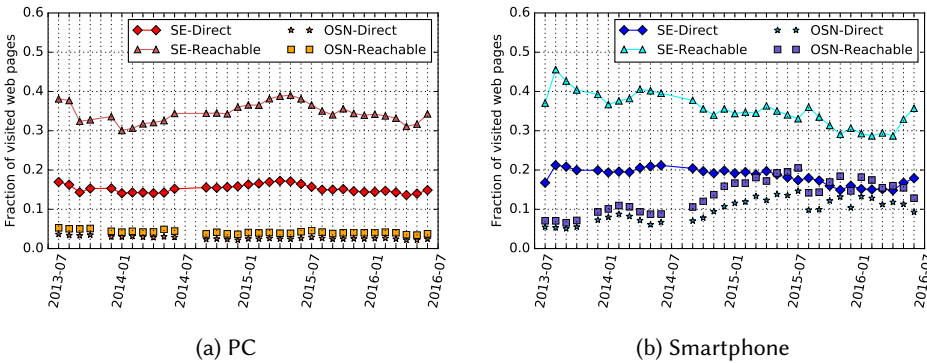 0.6
0.5
0.4
0.3
0.2
0.1
0.0
Fraction of visited web pages
SE-Direct
SE-Reachable
OSN-Direct
OSN-Reachable
2013-07
2014-01
2014-07
2015-01
2015-07
2016-01
2016-07
(a) PC
0.6
0.5
0.4
0.3
0.2
0.1
0.0
Fraction of visited web pages
SE-Direct
SE-Reachable
OSN-Direct
OSN-Reachable
2013-07
2014-01
2014-07
2015-01
2015-07
2016-01
2016-07
(b) Smartphone